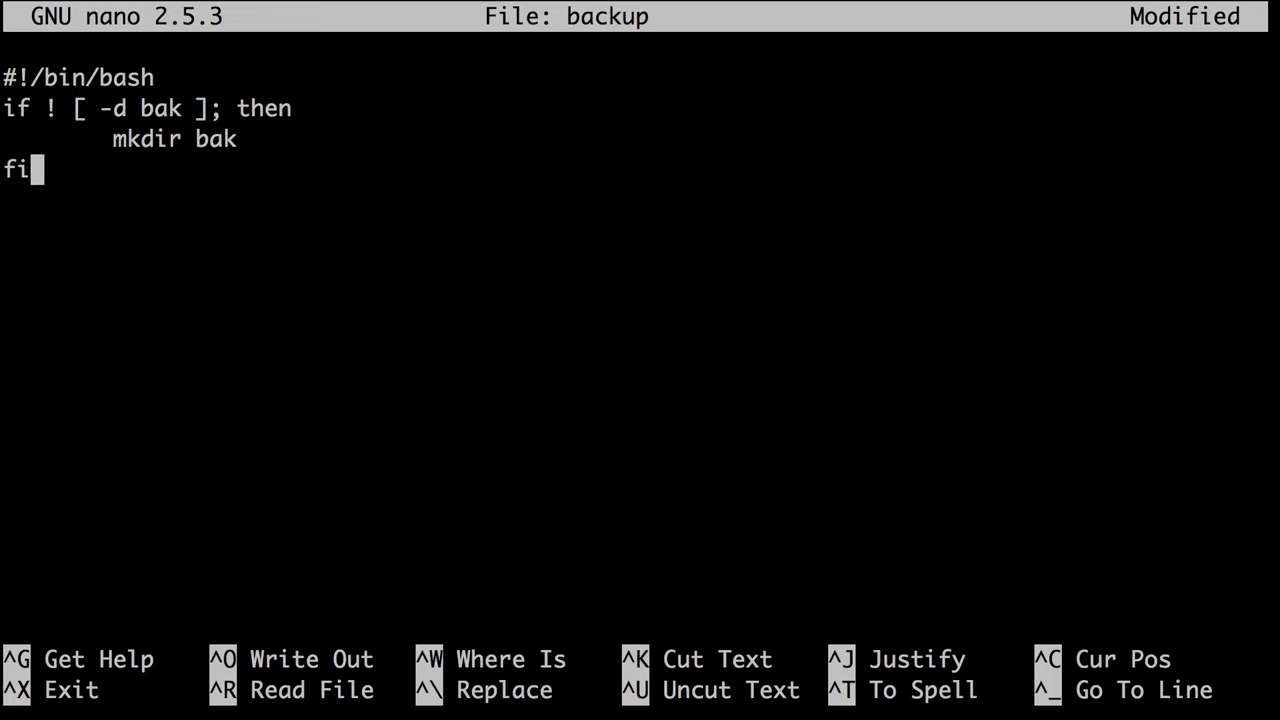 GNU nano 2.5.3 File: backup Modified
#!/bin/bash
if ! [ -d bak ]; then
        mkdir bak
fi
^G Get Help ^O Write Out ^W Where Is ^K Cut Text ^J Justify ^C Cur Pos
^X Exit ^R Read File ^\ Replace ^U Uncut Text ^T To Spell ^_ Go To Line